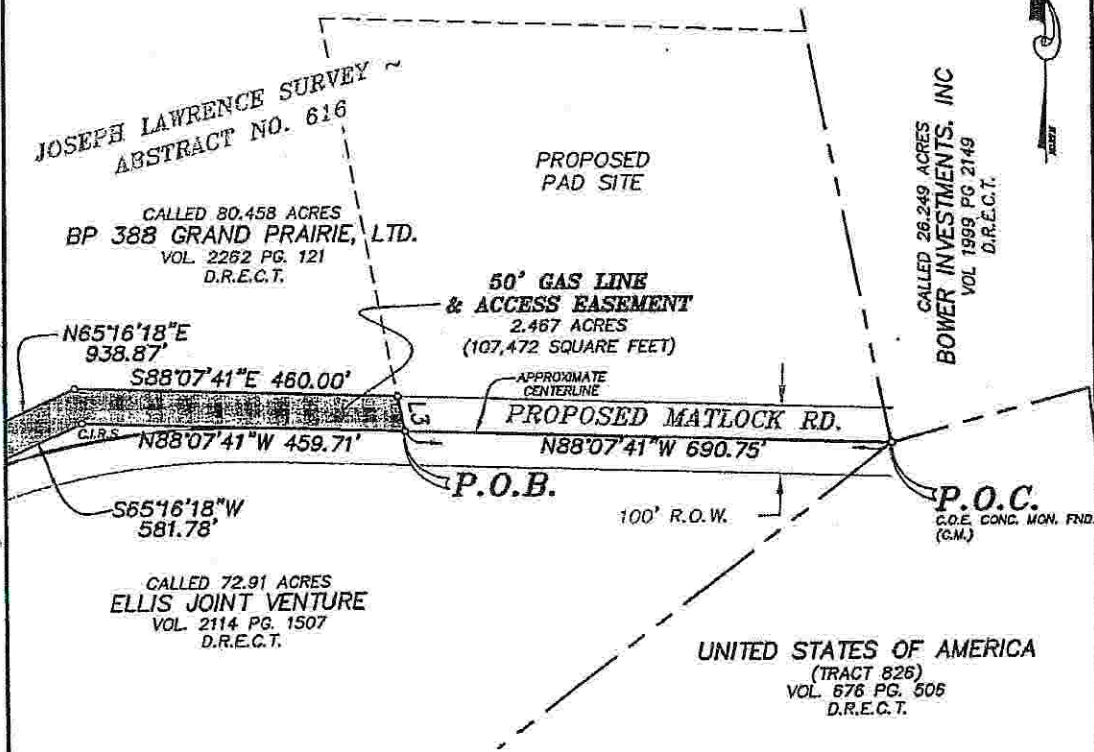 JOSEPH LAWRENCE SURVEY ~
ABSTRACT NO. 616
CALLED 80.458 ACRES
BP 388 GRAND PRAIRIE, LTD.
VOL. 2262 PG. 121
D.R.E.C.T.
PROPOSED
PAD SITE
CALLED 26.249 ACRES
BOWER INVESTMENTS, INC
VOL 1999 PG 2149
D.R.E.C.T.
50' GAS LINE
& ACCESS EASEMENT
2.467 ACRES
(107,472 SQUARE FEET)
N65°16'18"E
938.87'
S88°07'41"E 460.00'
APPROXIMATE
CENTERLINE
L3
PROPOSED MATLOCK RD.
C.I.R.S.
N88°07'41"W 459.71'
N88°07'41"W 690.75'
P.O.B.
P.O.C.
C.O.E. CONC. MON. FND.
(C.M.)
100' R.O.W.
S65°16'18"W
581.78'
CALLED 72.91 ACRES
ELLIS JOINT VENTURE
VOL. 2114 PG. 1507
D.R.E.C.T.
UNITED STATES OF AMERICA
(TRACT 826)
VOL. 676 PG. 506
D.R.E.C.T.